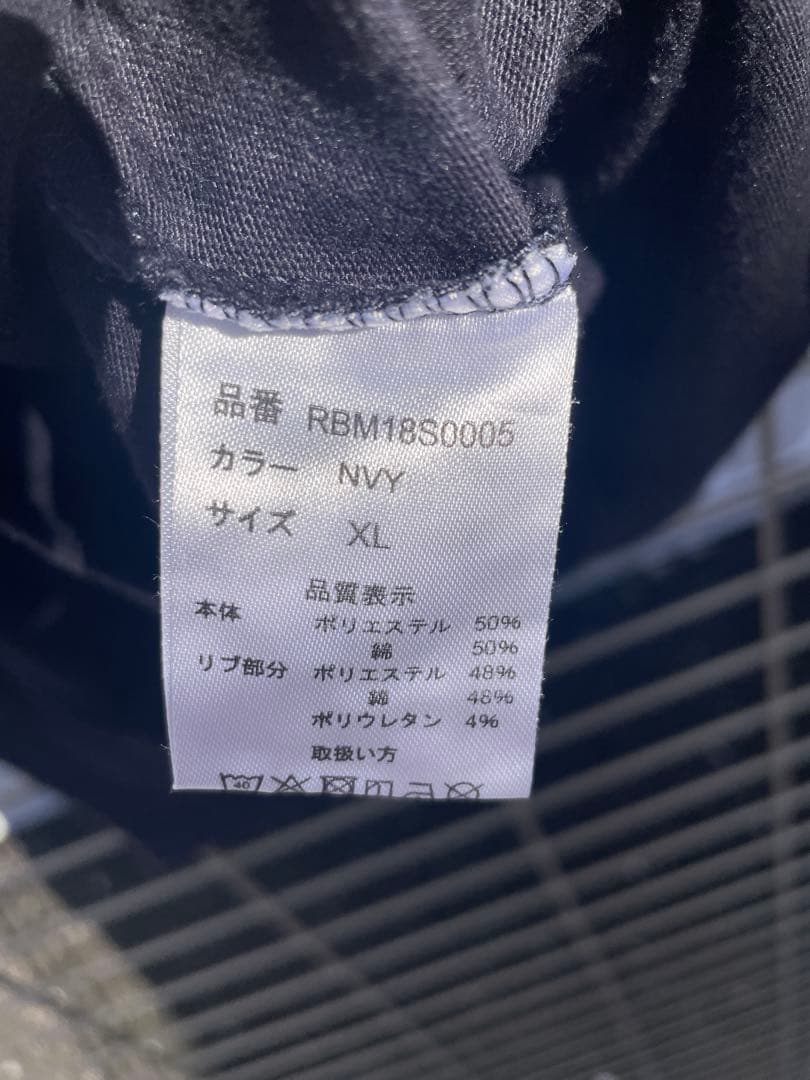 品番 RBM18S0005
カラー NVY
サイズ XL
品質表示
本体 ポリエステル 50%
綿 50%
リブ部分 ポリエステル 48%
綿 48%
ポリウレタン 4%
取扱い方
40